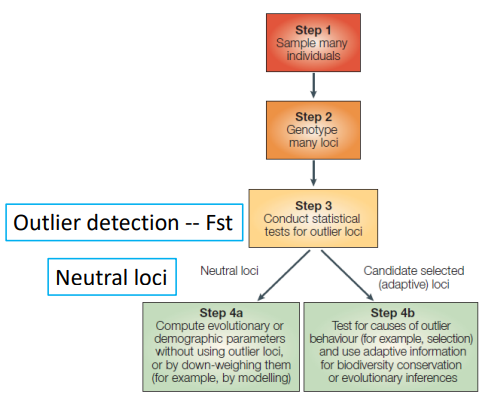 Step 1
Sample many
individuals
Step 2
Genotype
many loci
Outlier detection -- Fst
Step 3
Conduct statistical
tests for outlier loci
Neutral loci
Neutral loci
Candidate selected
(adaptive) loci
Step 4a
Compute evolutionary or
demographic parameters
without using outlier loci,
or by down-weighing them
(for example, by modelling)
Step 4b
Test for causes of outlier
behaviour (for example, selection)
and use adaptive information
for biodiversity conservation
or evolutionary inferences